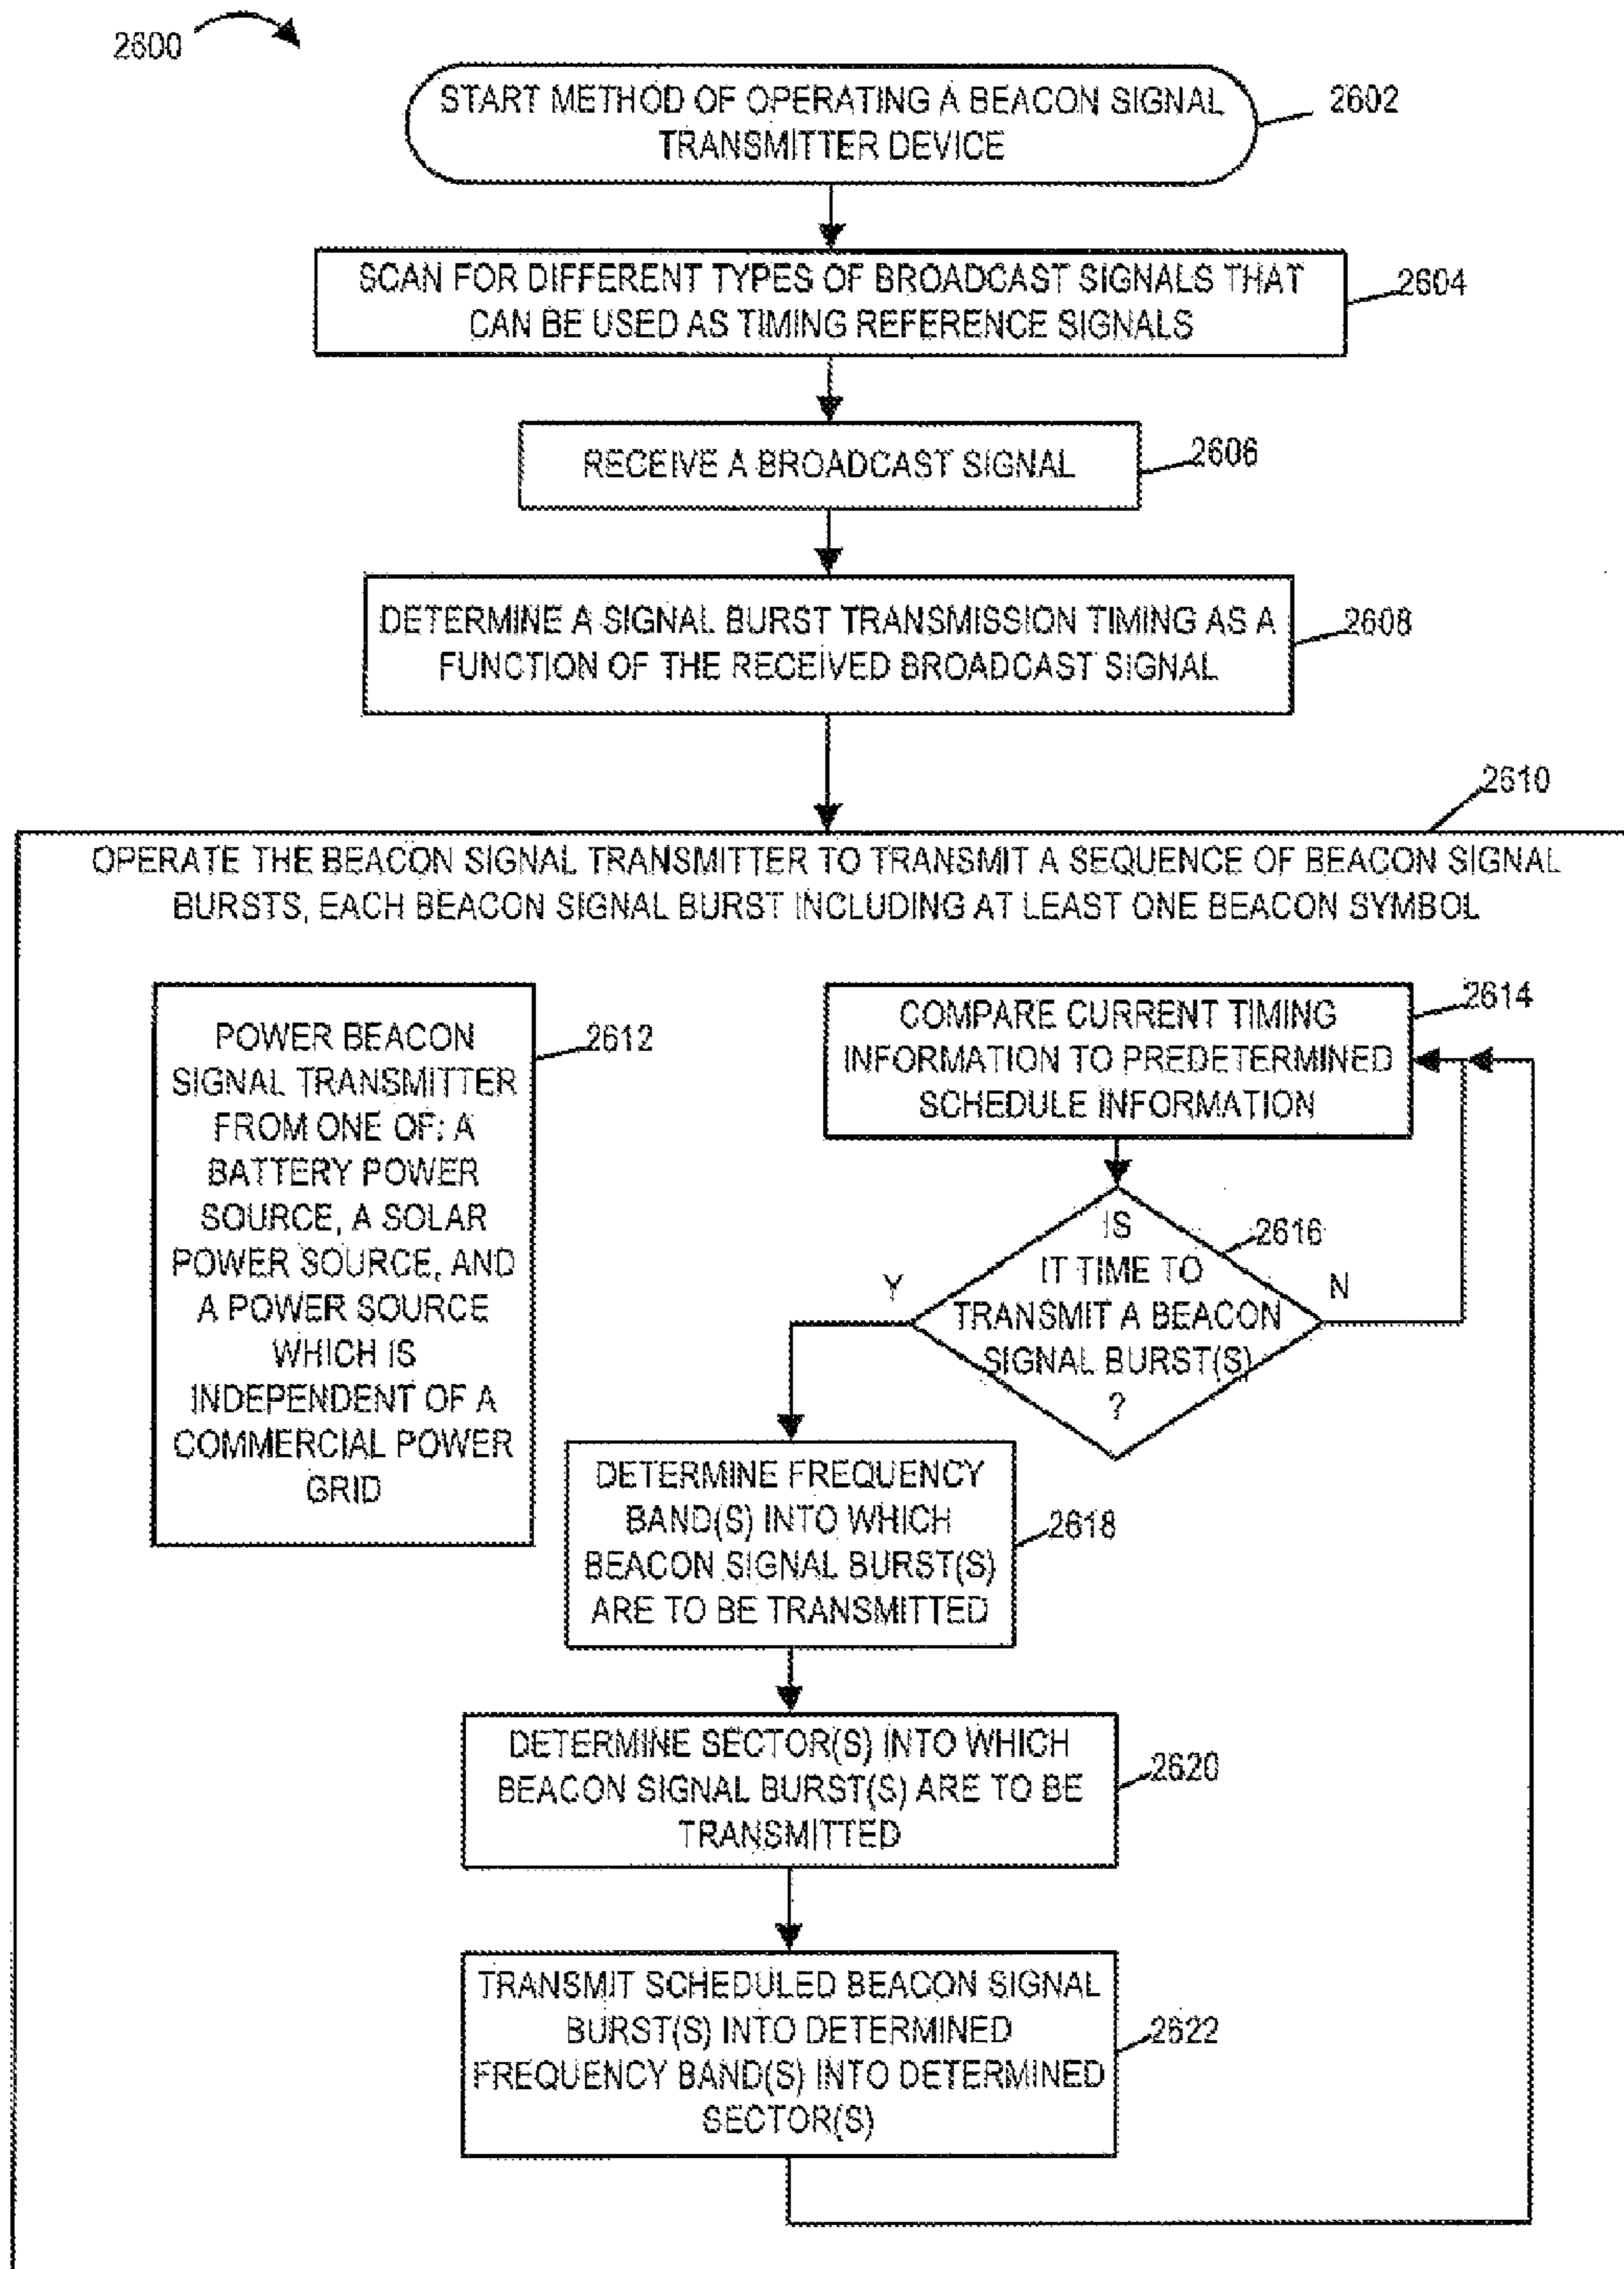 2600
START METHOD OF OPERATING A BEACON SIGNAL
TRANSMITTER DEVICE
2602
SCAN FOR DIFFERENT TYPES OF BROADCAST SIGNALS THAT
CAN BE USED AS TIMING REFERENCE SIGNALS
2604
RECEIVE A BROADCAST SIGNAL
2606
DETERMINE A SIGNAL BURST TRANSMISSION TIMING AS A
FUNCTION OF THE RECEIVED BROADCAST SIGNAL
2608
2610
OPERATE THE BEACON SIGNAL TRANSMITTER TO TRANSMIT A SEQUENCE OF BEACON SIGNAL
BURSTS, EACH BEACON SIGNAL BURST INCLUDING AT LEAST ONE BEACON SYMBOL
POWER BEACON
SIGNAL TRANSMITTER
FROM ONE OF: A
BATTERY POWER
SOURCE, A SOLAR
POWER SOURCE, AND
A POWER SOURCE
WHICH IS
INDEPENDENT OF A
COMMERCIAL POWER
GRID
2612
COMPARE CURRENT TIMING
INFORMATION TO PREDETERMINED
SCHEDULE INFORMATION
2614
IS
IT TIME TO
TRANSMIT A BEACON
SIGNAL BURST(S)
?
2616
Y
N
DETERMINE FREQUENCY
BAND(S) INTO WHICH
BEACON SIGNAL BURST(S)
ARE TO BE TRANSMITTED
2618
DETERMINE SECTOR(S) INTO WHICH
BEACON SIGNAL BURST(S) ARE TO BE
TRANSMITTED
2620
TRANSMIT SCHEDULED BEACON SIGNAL
BURST(S) INTO DETERMINED
FREQUENCY BAND(S) INTO DETERMINED
SECTOR(S)
2622